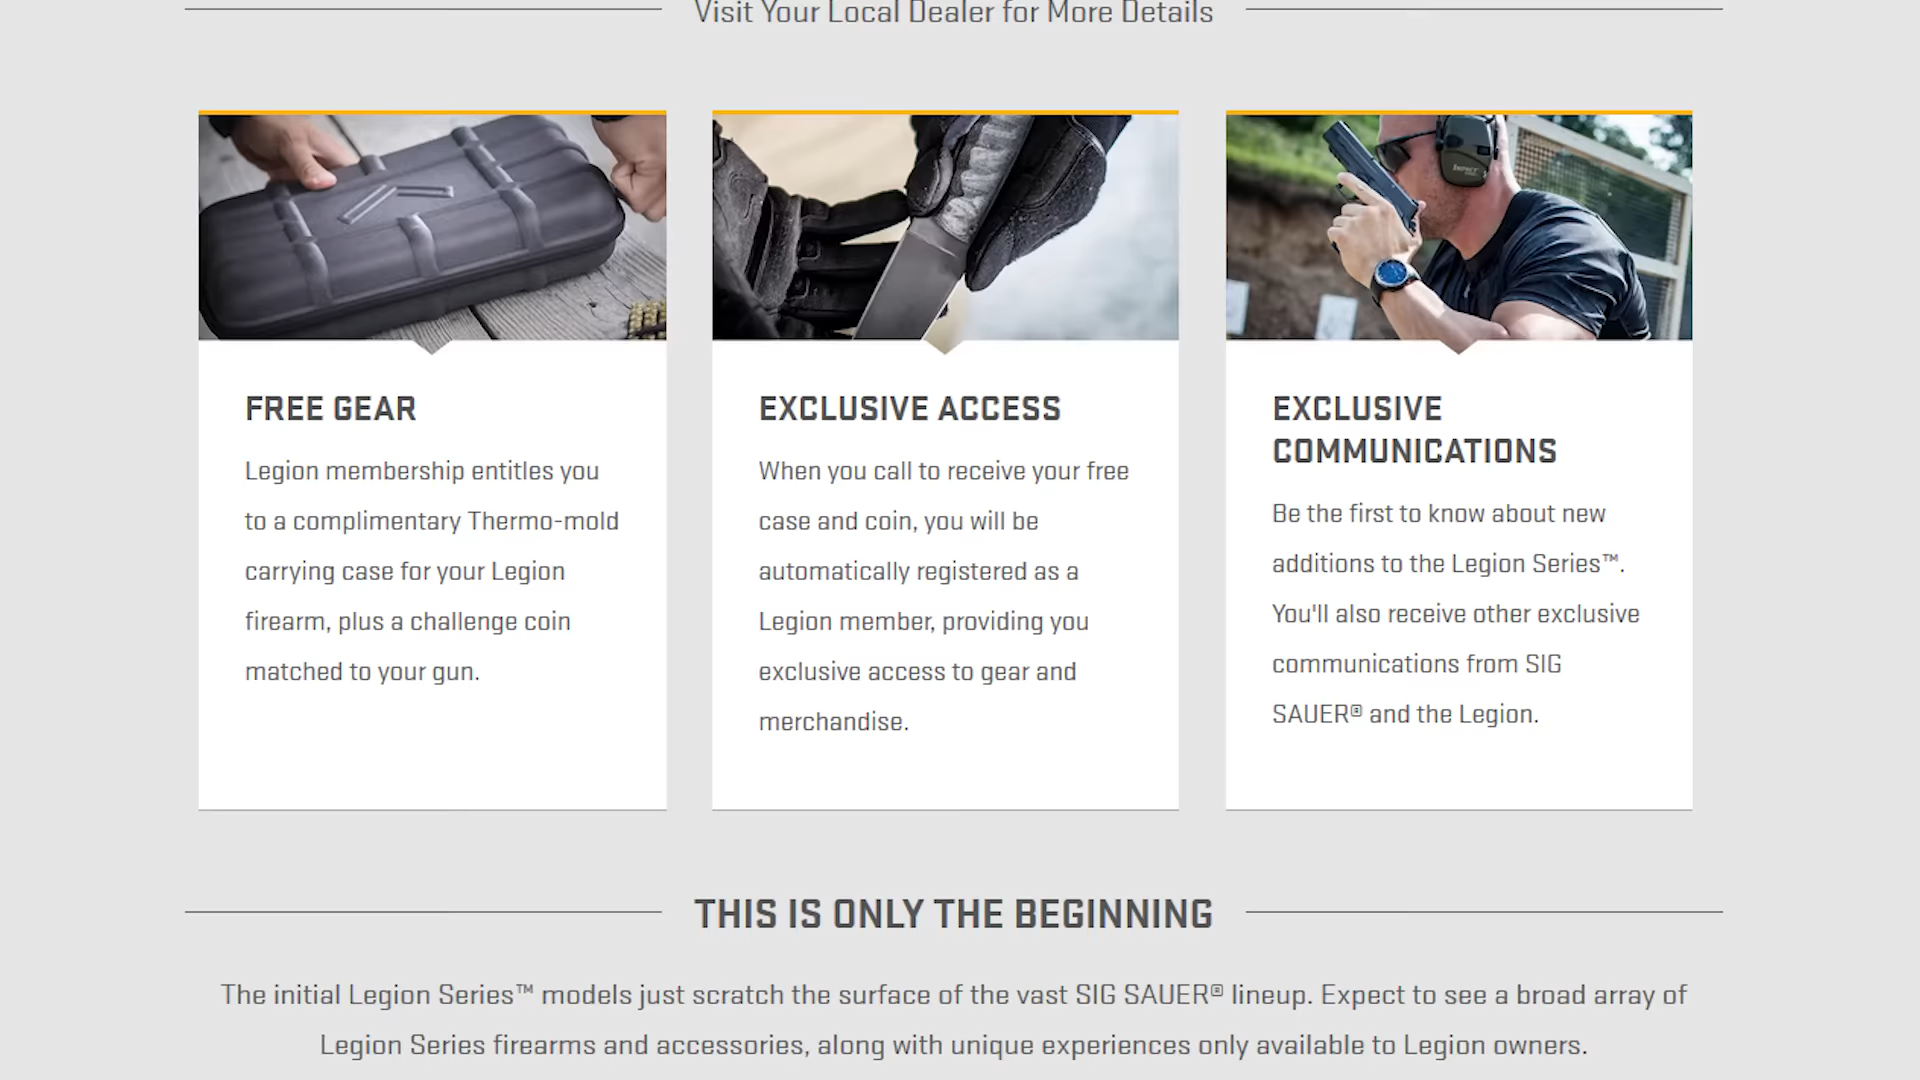 Visit Your Local Dealer for More Details
FREE GEAR
Legion membership entitles you
to a complimentary Thermo-mold
carrying case for your Legion
firearm, plus a challenge coin
matched to your gun.
EXCLUSIVE ACCESS
When you call to receive your free
case and coin, you will be
automatically registered as a
Legion member, providing you
exclusive access to gear and
merchandise.
EXCLUSIVE
COMMUNICATIONS
Be the first to know about new
additions to the Legion Series™.
You'll also receive other exclusive
communications from SIG
SAUER® and the Legion.
THIS IS ONLY THE BEGINNING
The initial Legion Series™ models just scratch the surface of the vast SIG SAUER® lineup. Expect to see a broad array of
Legion Series firearms and accessories, along with unique experiences only available to Legion owners.